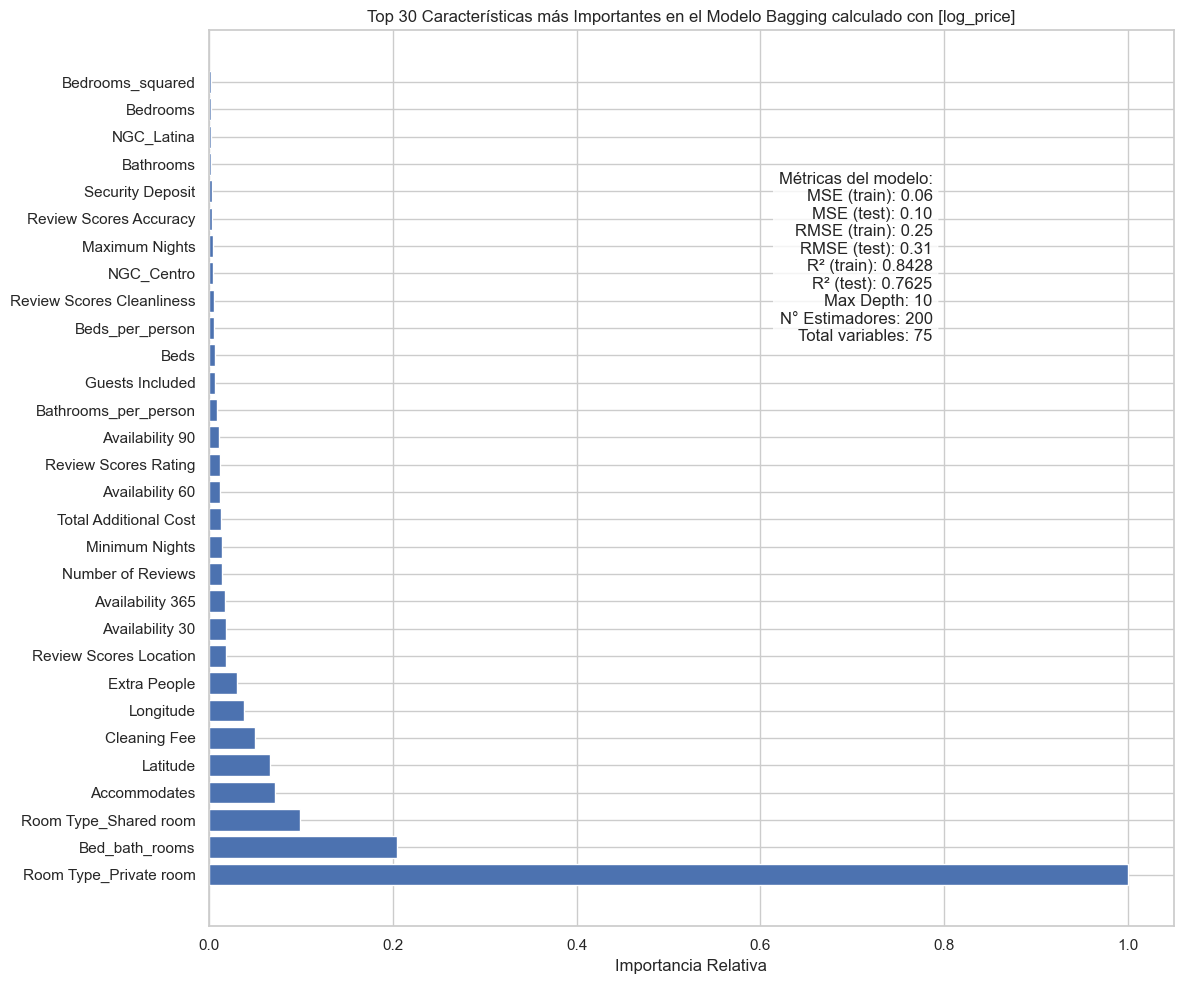 Top 30 Características más Importantes en el Modelo Bagging calculado con [log_price]
Bedrooms_squared
Bedrooms
NGC_Latina
Bathrooms
Security Deposit
Review Scores Accuracy
Maximum Nights
NGC_Centro
Review Scores Cleanliness
Beds_per_person
Beds
Guests Included
Bathrooms_per_person
Availability 90
Review Scores Rating
Availability 60
Total Additional Cost
Minimum Nights
Number of Reviews
Availability 365
Availability 30
Review Scores Location
Extra People
Longitude
Cleaning Fee
Latitude
Accommodates
Room Type_Shared room
Bed_bath_rooms
Room Type_Private room
Métricas del modelo:
MSE (train): 0.06
MSE (test): 0.10
RMSE (train): 0.25
RMSE (test): 0.31
R² (train): 0.8428
R² (test): 0.7625
Max Depth: 10
N° Estimadores: 200
Total variables: 75
0.0 0.2 0.4 0.6 0.8 1.0
Importancia Relativa